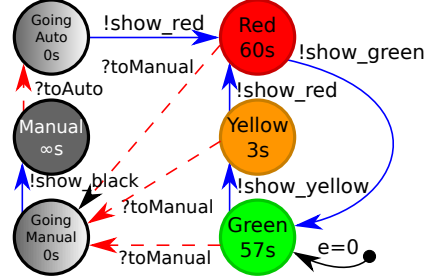 Going
Auto
0s
!show_red
Red
60s
!show_green
?toManual
?toAuto
!show_red
Manual
∞s
Yellow
3s
!show_black
!show_yellow
?toManual
Going
Manual
0s
Green
57s
?toManual
e=0